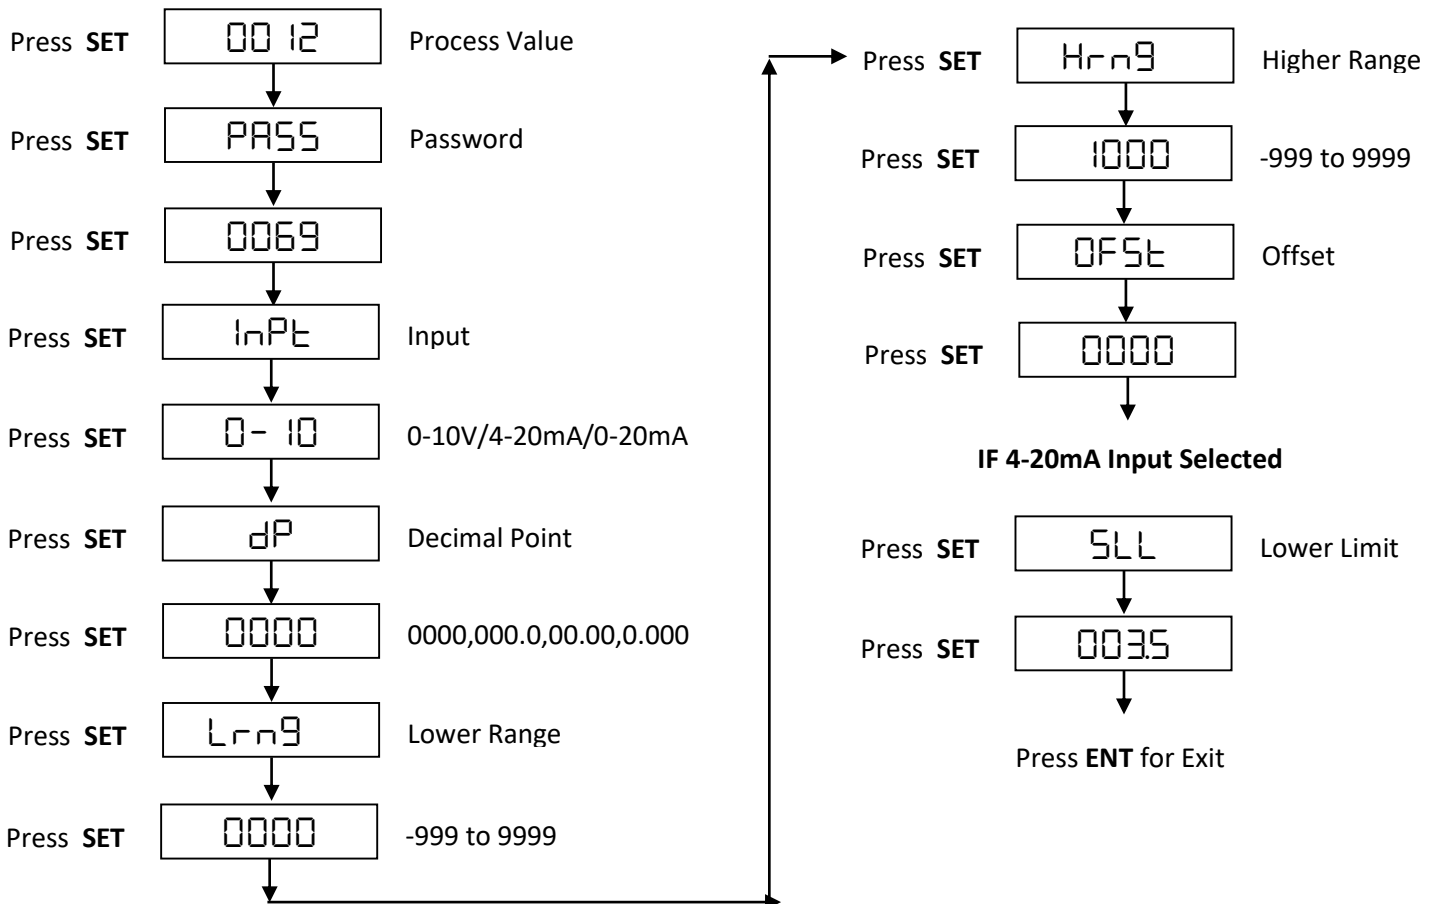 Press SET 0012 Process Value
Press SET PASS Password
Press SET 0069
Press SET InPt Input
Press SET 0-10 0-10V/4-20mA/0-20mA
Press SET dP Decimal Point
Press SET 0000 0000,000.0,00.00,0.000
Press SET Lrn9 Lower Range
Press SET 0000 -999 to 9999
Press SET Hrn9 Higher Range
Press SET 1000 -999 to 9999
Press SET OFSt Offset
Press SET 0000
IF 4-20mA Input Selected
Press SET SLL Lower Limit
Press SET 003.5
Press ENT for Exit